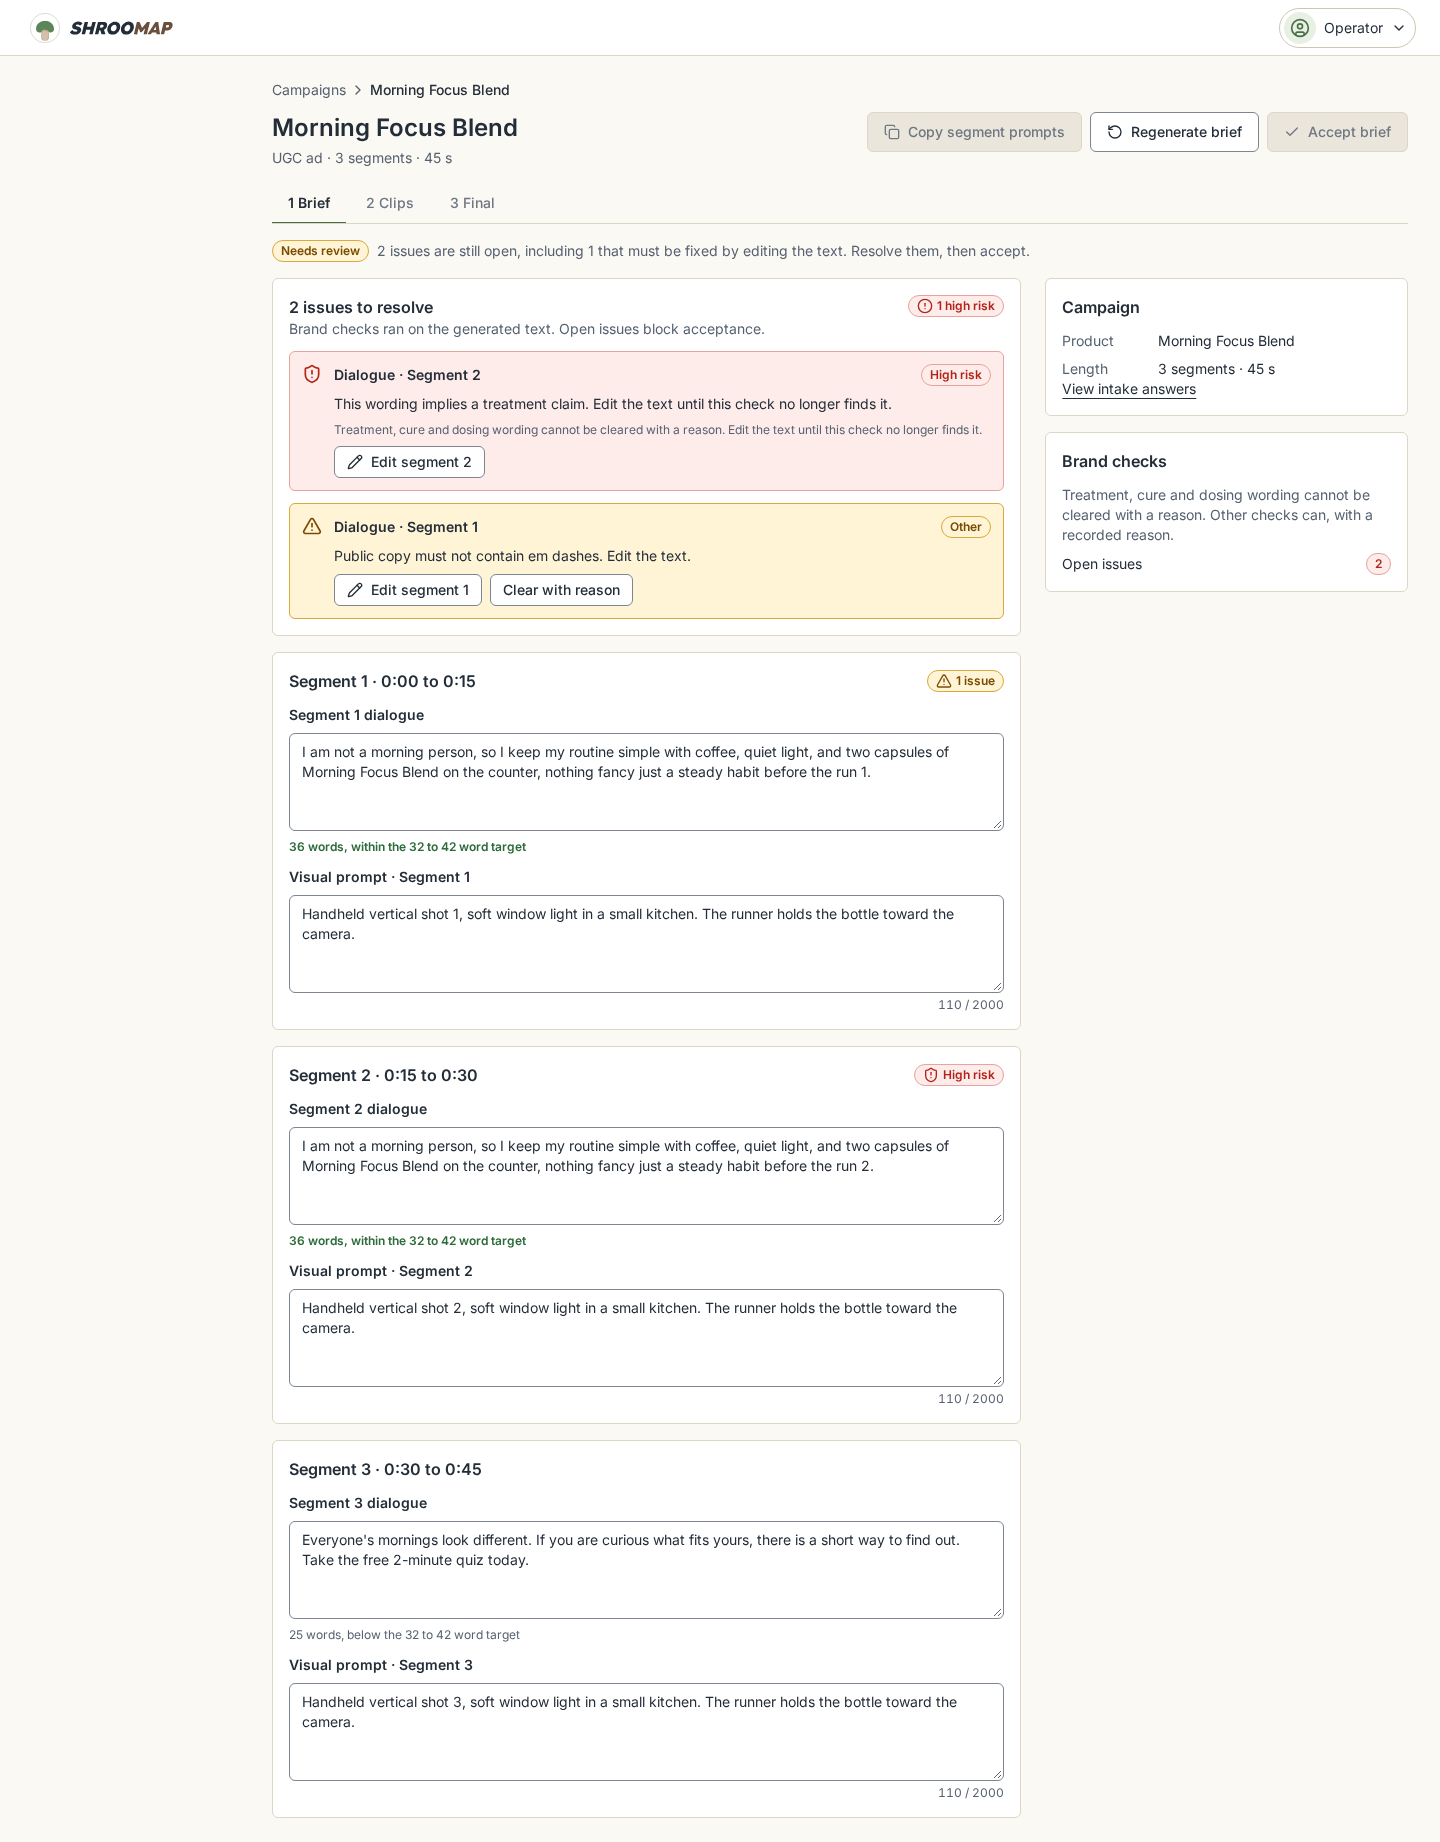 SHROOMAP
Operator
Campaigns > Morning Focus Blend
Morning Focus Blend
UGC ad · 3 segments · 45 s
Copy segment prompts
Regenerate brief
Accept brief
1 Brief
2 Clips
3 Final
Needs review
2 issues are still open, including 1 that must be fixed by editing the text. Resolve them, then accept.
2 issues to resolve
1 high risk
Brand checks ran on the generated text. Open issues block acceptance.
Dialogue · Segment 2
High risk
This wording implies a treatment claim. Edit the text until this check no longer finds it.
Treatment, cure and dosing wording cannot be cleared with a reason. Edit the text until this check no longer finds it.
Edit segment 2
Dialogue · Segment 1
Other
Public copy must not contain em dashes. Edit the text.
Edit segment 1
Clear with reason
Campaign
Product Morning Focus Blend
Length 3 segments · 45 s
View intake answers
Brand checks
Treatment, cure and dosing wording cannot be
cleared with a reason. Other checks can, with a
recorded reason.
Open issues 2
Segment 1 · 0:00 to 0:15
1 issue
Segment 1 dialogue
I am not a morning person, so I keep my routine simple with coffee, quiet light, and two capsules of
Morning Focus Blend on the counter, nothing fancy just a steady habit before the run 1.
36 words, within the 32 to 42 word target
Visual prompt · Segment 1
Handheld vertical shot 1, soft window light in a small kitchen. The runner holds the bottle toward the
camera.
110 / 2000
Segment 2 · 0:15 to 0:30
High risk
Segment 2 dialogue
I am not a morning person, so I keep my routine simple with coffee, quiet light, and two capsules of
Morning Focus Blend on the counter, nothing fancy just a steady habit before the run 2.
36 words, within the 32 to 42 word target
Visual prompt · Segment 2
Handheld vertical shot 2, soft window light in a small kitchen. The runner holds the bottle toward the
camera.
110 / 2000
Segment 3 · 0:30 to 0:45
Segment 3 dialogue
Everyone's mornings look different. If you are curious what fits yours, there is a short way to find out.
Take the free 2-minute quiz today.
25 words, below the 32 to 42 word target
Visual prompt · Segment 3
Handheld vertical shot 3, soft window light in a small kitchen. The runner holds the bottle toward the
camera.
110 / 2000